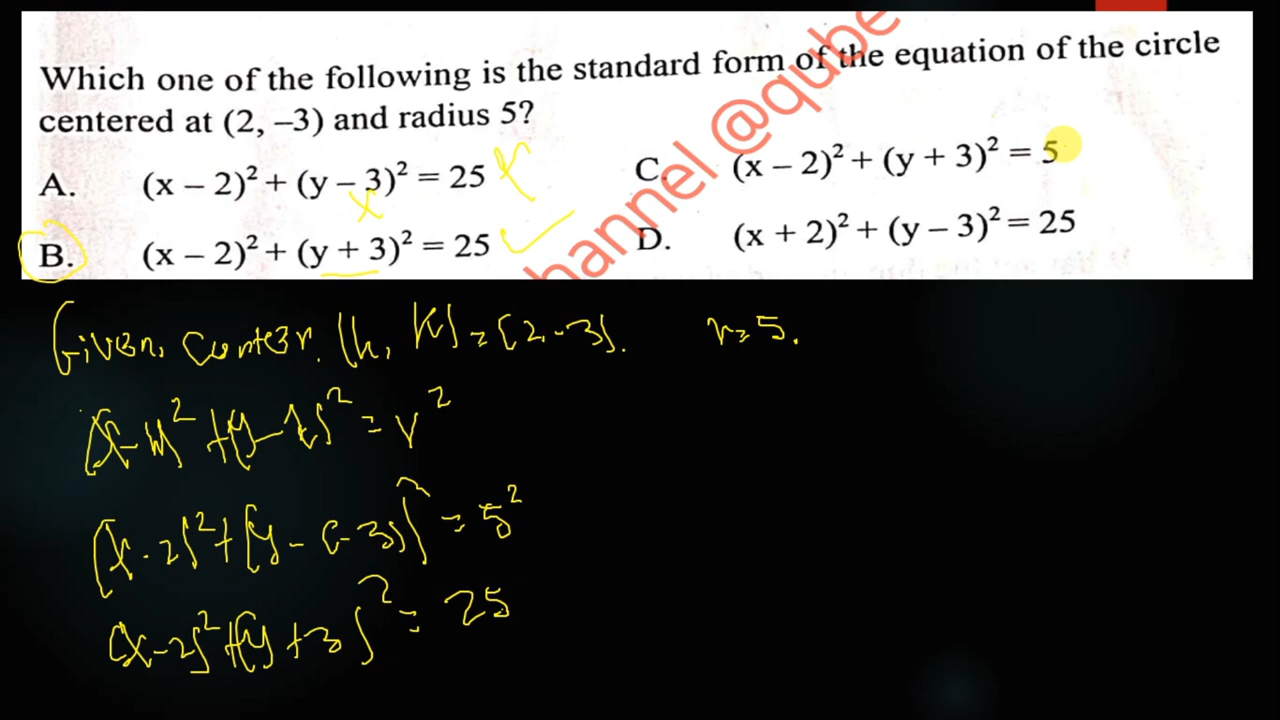 Which one of the following is the standard form of the equation of the circle
centered at (2, –3) and radius 5?
A. (x – 2)² + (y – 3)² = 25
B. (x – 2)² + (y + 3)² = 25
C. (x – 2)² + (y + 3)² = 5
D. (x + 2)² + (y – 3)² = 25
hannel @qube
Given, center. (h, k) = (2, -3). r = 5.
(x-h)² + (y-k)² = r²
(x-2)² + (y-(-3))² = 5²
(x-2)² + (y+3)² = 25